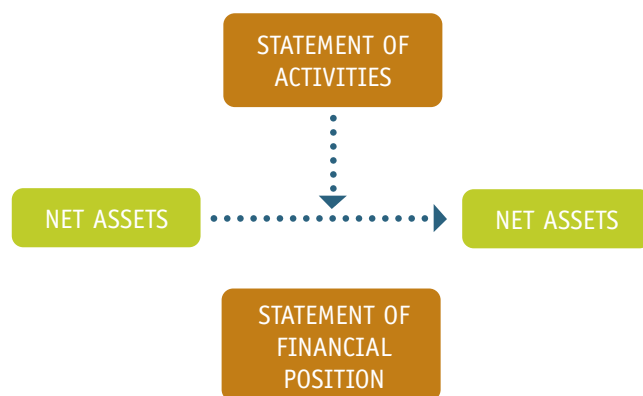 STATEMENT OF
ACTIVITIES
NET ASSETS
NET ASSETS
STATEMENT OF
FINANCIAL
POSITION